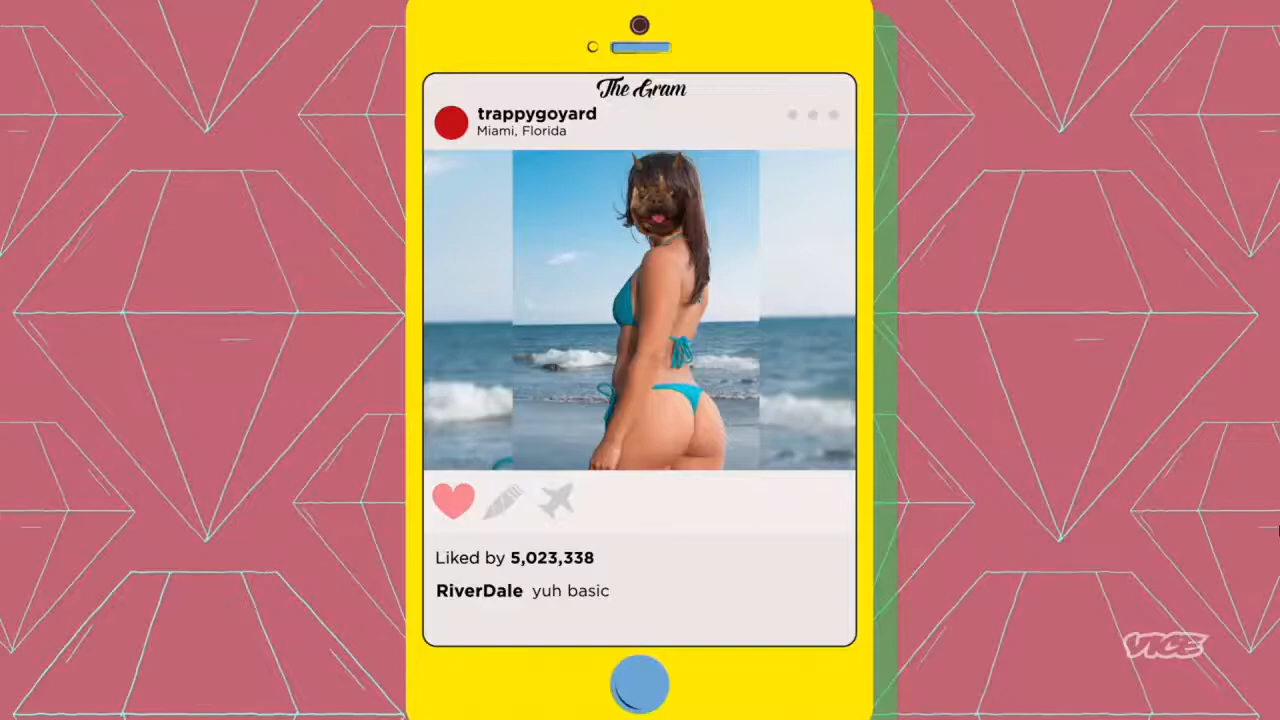 The Gram
trappygoyard
Miami, Florida
Liked by 5,023,338
RiverDale yuh basic
VICE